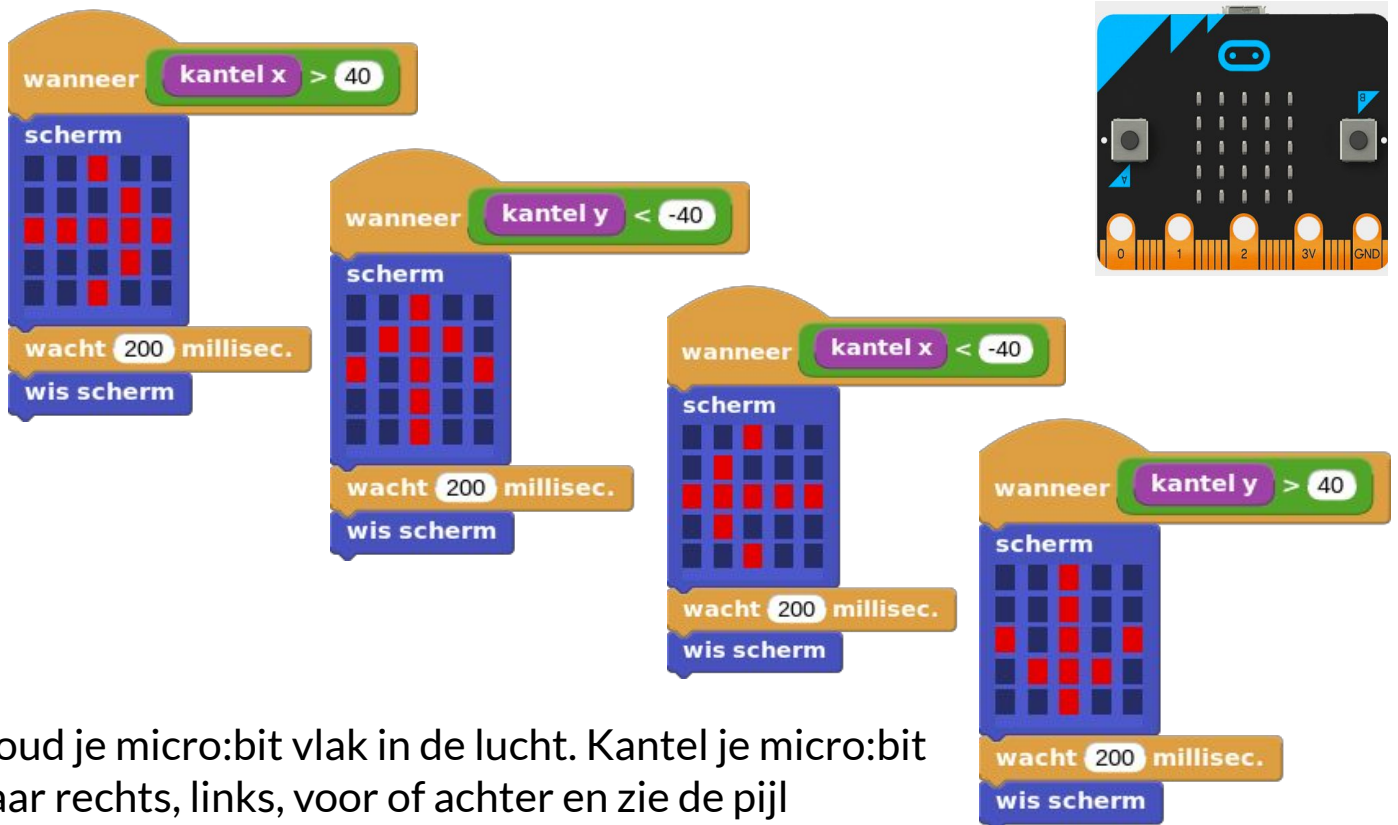 wanneer kantel x > 40
scherm
wacht 200 millisec.
wis scherm
wanneer kantel y < -40
scherm
wacht 200 millisec.
wis scherm
wanneer kantel x < -40
scherm
wacht 200 millisec.
wis scherm
wanneer kantel y > 40
scherm
wacht 200 millisec.
wis scherm
A
B
0 1 2 3V GND
oud je micro:bit vlak in de lucht. Kantel je micro:bit
aar rechts, links, voor of achter en zie de pijl